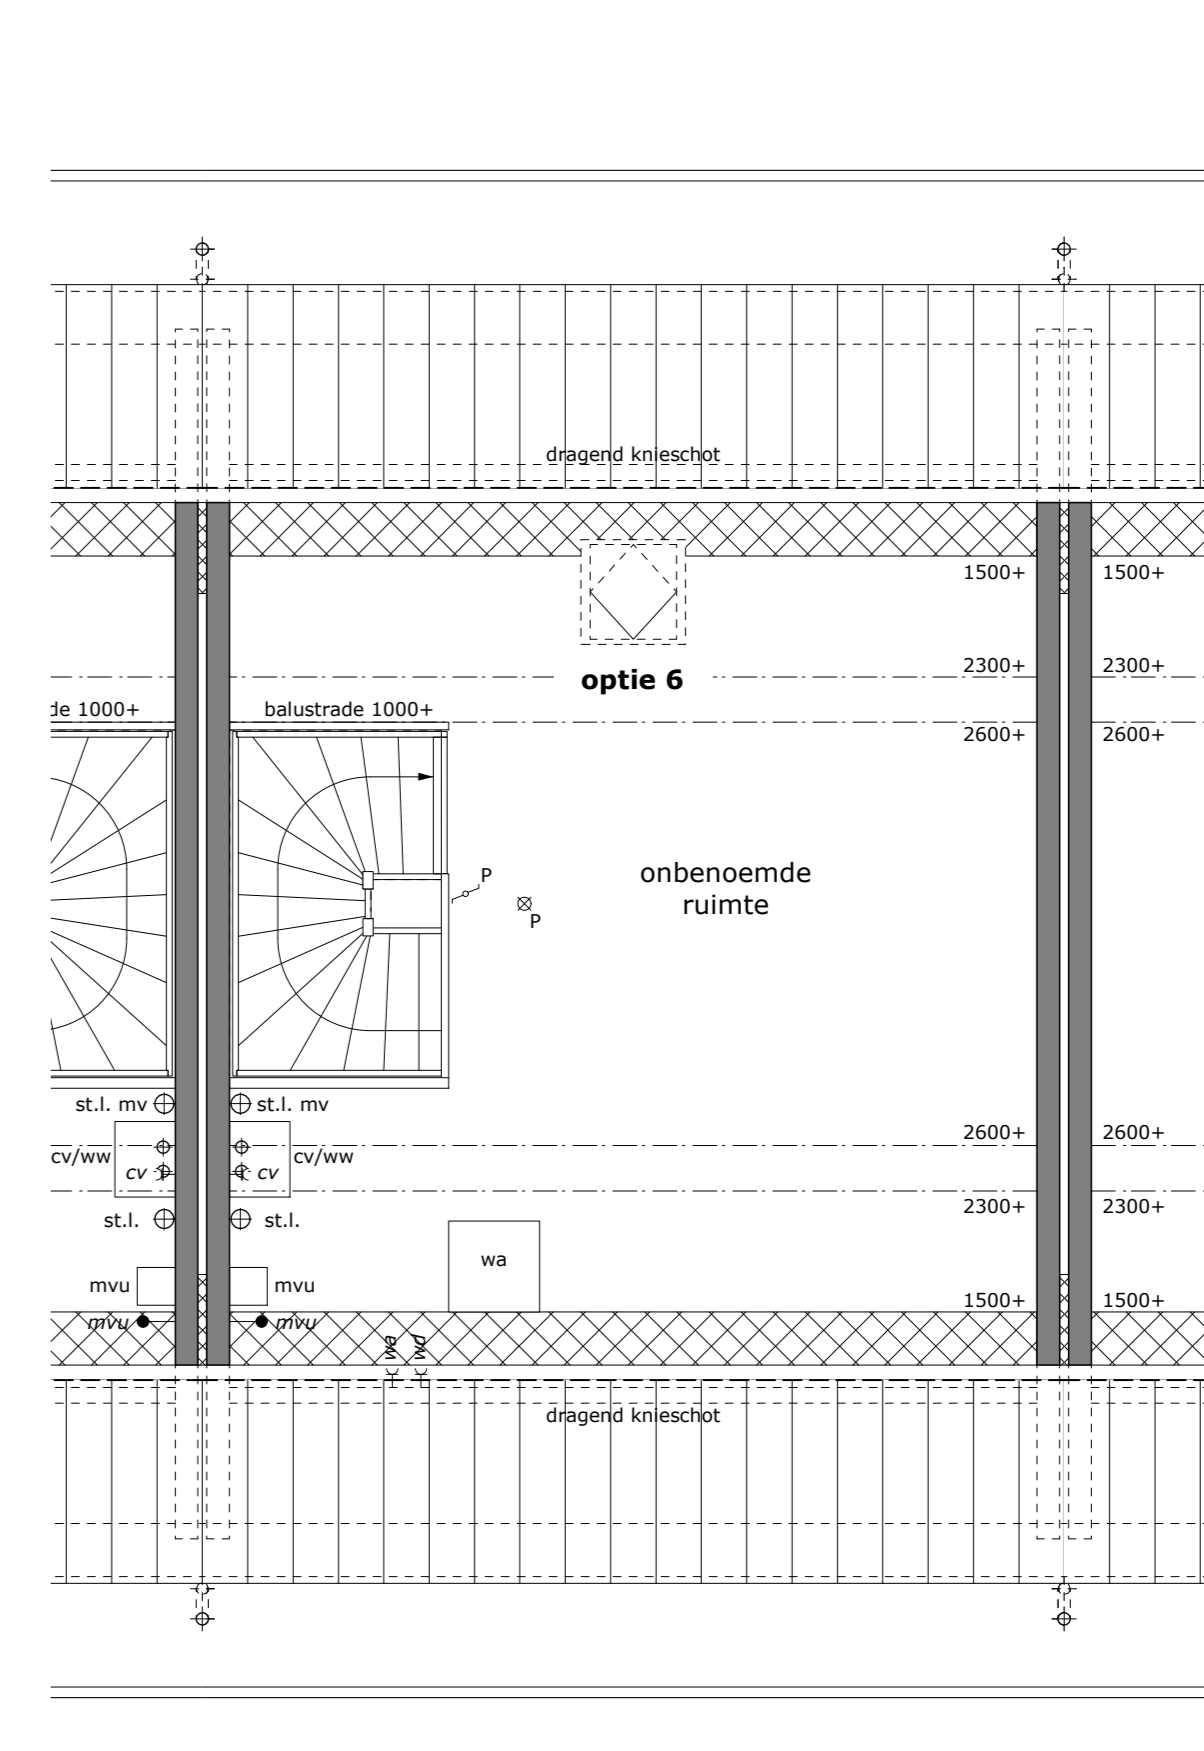 dragend knieschot
1500+ 1500+
2300+ 2300+
optie 6
de 1000+ balustrade 1000+
2600+ 2600+
onbenoemde
ruimte
P
P
st.l. mv st.l. mv
2600+ 2600+
cv/ww cv/ww
cv cv
2300+ 2300+
st.l. st.l.
wa
mvu mvu
1500+ 1500+
mvu mvu
wa wd
dragend knieschot